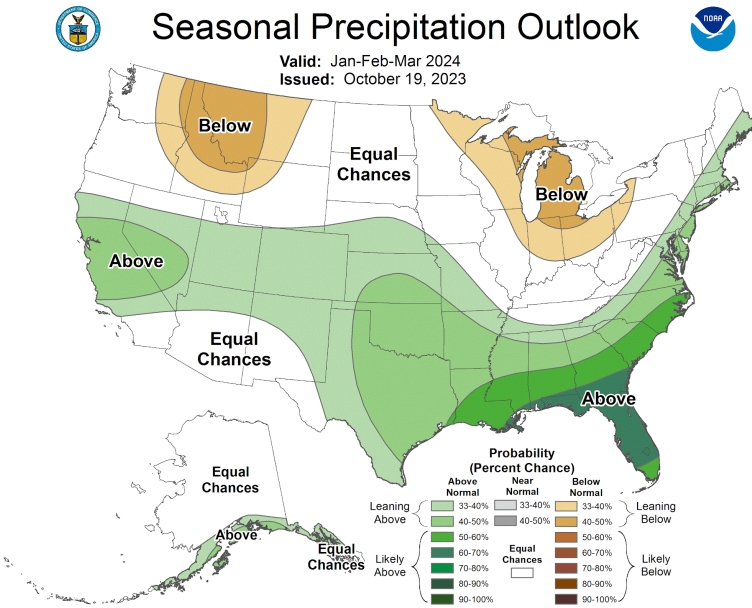 Seasonal Precipitation Outlook
NOAA
Valid: Jan-Feb-Mar 2024
Issued: October 19, 2023
Below
Equal
Chances
Below
Above
Equal
Chances
Above
Equal
Chances
Above
Equal
Chances
Probability
(Percent Chance)
Above
Normal
Near
Normal
Below
Normal
Leaning
Above
33-40%
40-50%
33-40%
40-50%
33-40%
40-50%
Leaning
Below
Likely
Above
50-60%
60-70%
70-80%
80-90%
90-100%
Equal
Chances
50-60%
60-70%
70-80%
80-90%
90-100%
Likely
Below